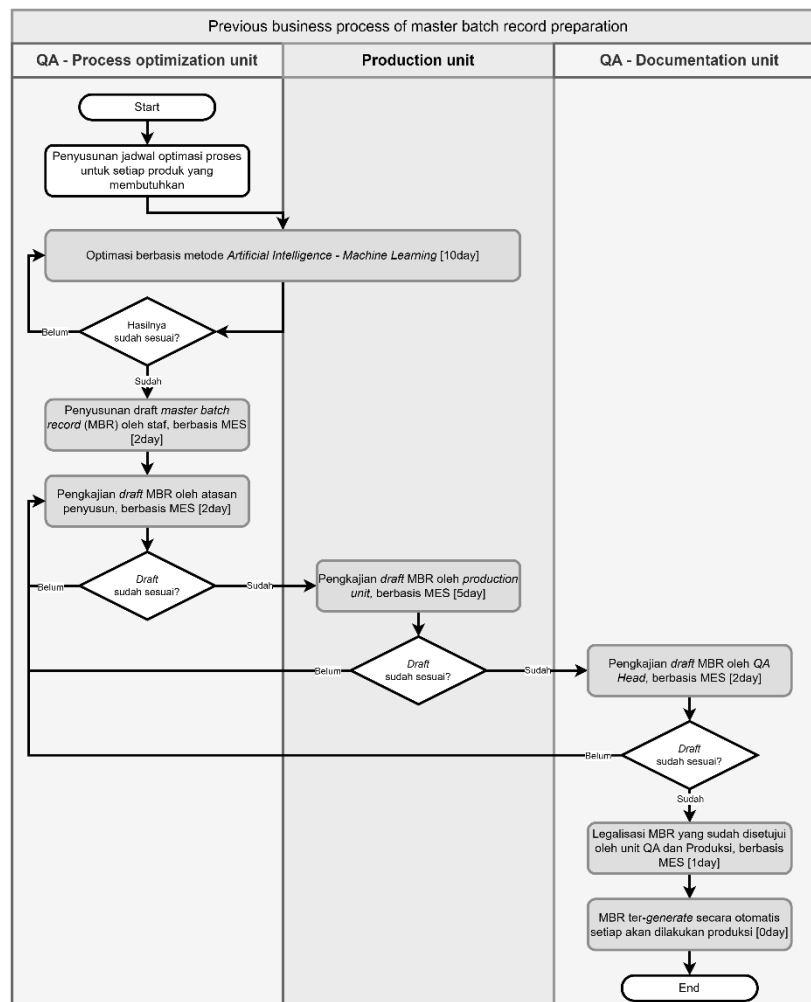 Previous business process of master batch record preparation
QA - Process optimization unit
Production unit
QA - Documentation unit
Start
Penyusunan jadwal optimasi proses
untuk setiap produk yang
membutuhkan
Optimasi berbasis metode Artificial Intelligence - Machine Learning [10day]
Hasilnya
sudah sesuai?
Belum
Sudah
Penyusunan draft master batch
record (MBR) oleh staf, berbasis MES
[2day]
Pengkajian draft MBR oleh atasan
penyusun, berbasis MES [2day]
Draft
sudah sesuai?
Belum
Sudah
Pengkajian draft MBR oleh production
unit, berbasis MES [5day]
Draft
sudah sesuai?
Belum
Sudah
Pengkajian draft MBR oleh QA
Head, berbasis MES [2day]
Draft
sudah sesuai?
Belum
Sudah
Legalisasi MBR yang sudah disetujui
oleh unit QA dan Produksi, berbasis
MES [1day]
MBR ter-generate secara otomatis
setiap akan dilakukan produksi [0day]
End